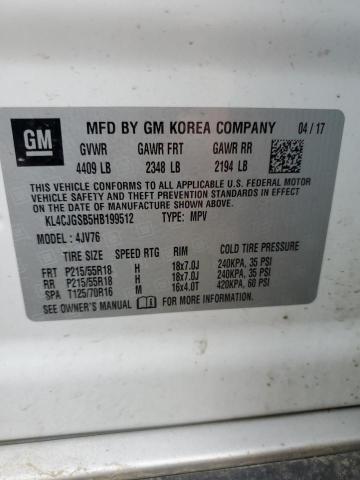 GM
MFD BY GM KOREA COMPANY 04 / 17
GVWR GAWR FRT GAWR RR
4409 LB 2348 LB 2194 LB
THIS VEHICLE CONFORMS TO ALL APPLICABLE U.S. FEDERAL MOTOR
VEHICLE SAFETY, BUMPER, AND THEFT PREVENTION STANDARDS
IN EFFECT ON THE DATE OF MANUFACTURE SHOWN ABOVE.
KL4CJGSB5HB199512 TYPE: MPV
MODEL : 4JV76
TIRE SIZE SPEED RTG RIM COLD TIRE PRESSURE
FRT P215/55R18 H 18x7.0J 240KPA, 35 PSI
RR P215/55R18 H 18x7.0J 240KPA, 35 PSI
SPA T125/70R16 M 16x4.0T 420KPA, 60 PSI
SEE OWNER'S MANUAL FOR ADDITIONAL INFORMATION